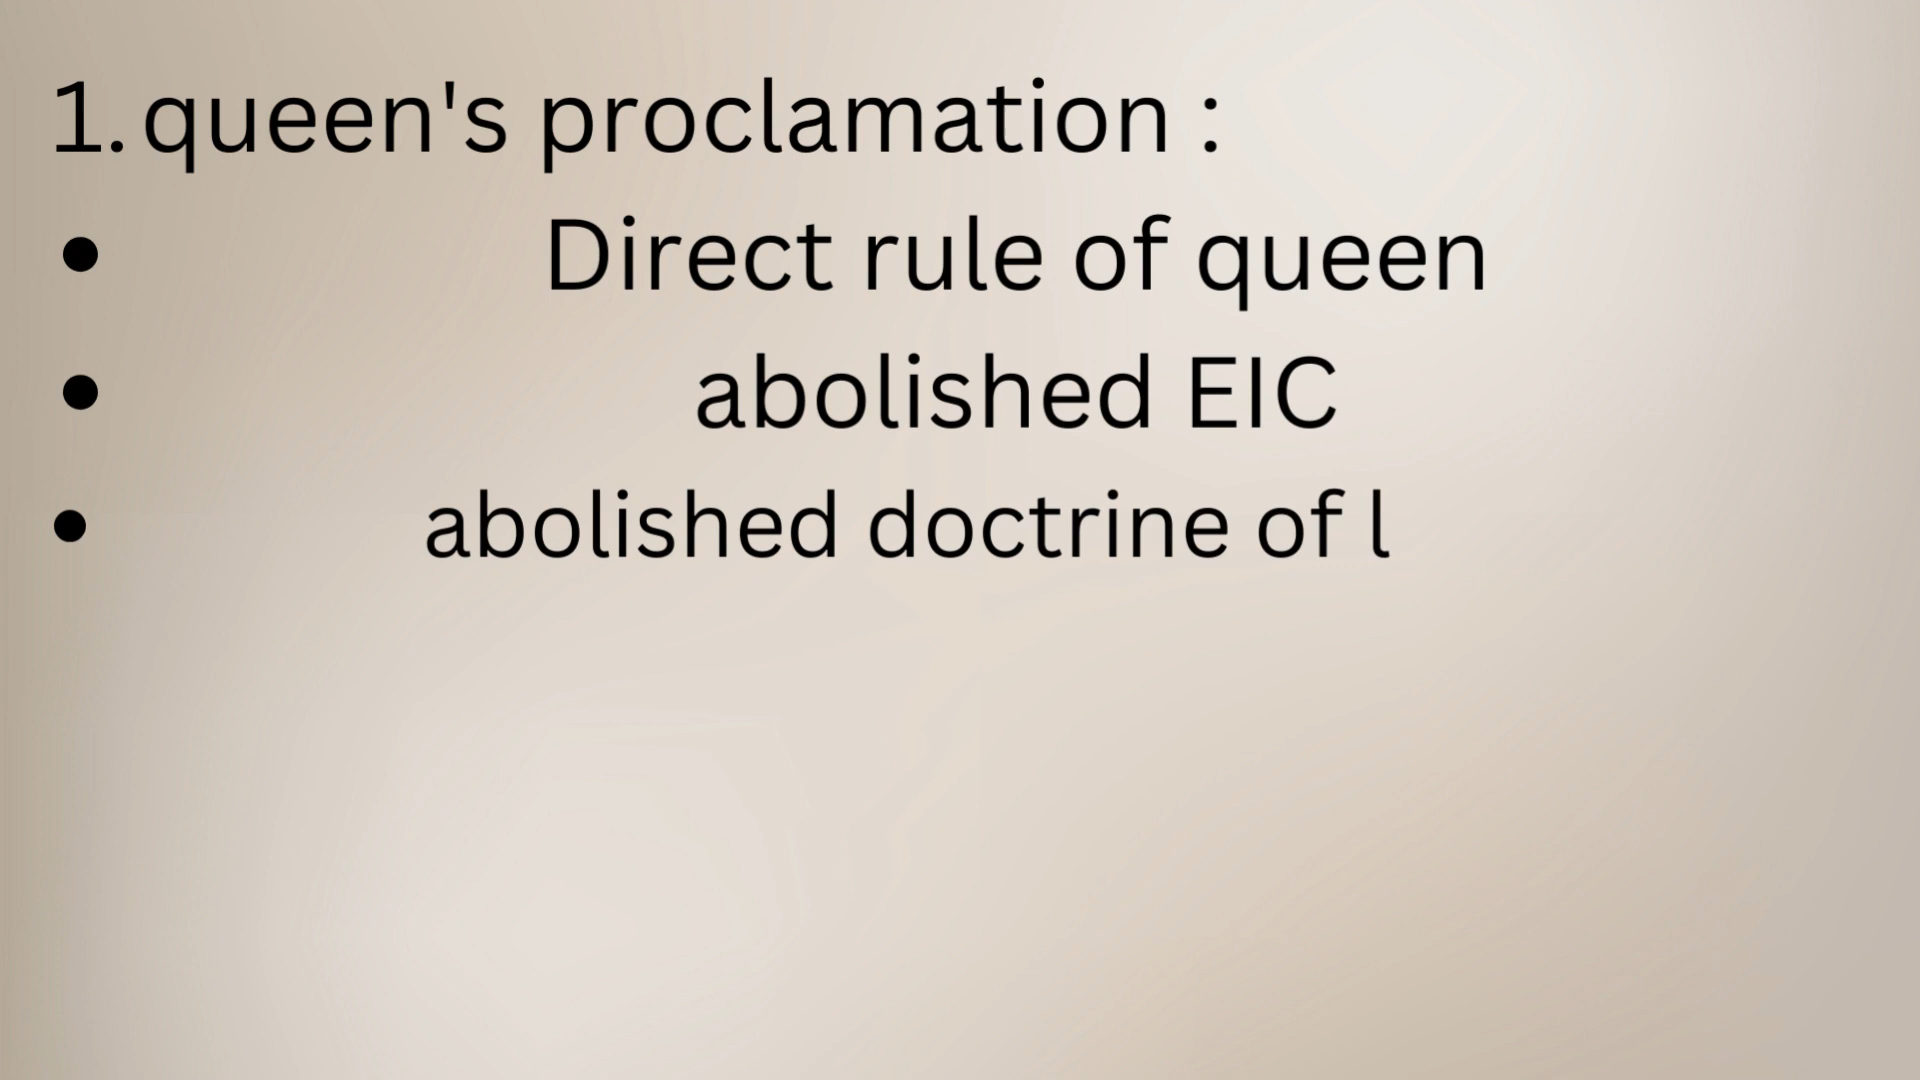 1. queen's proclamation :
• Direct rule of queen
• abolished EIC
• abolished doctrine of l